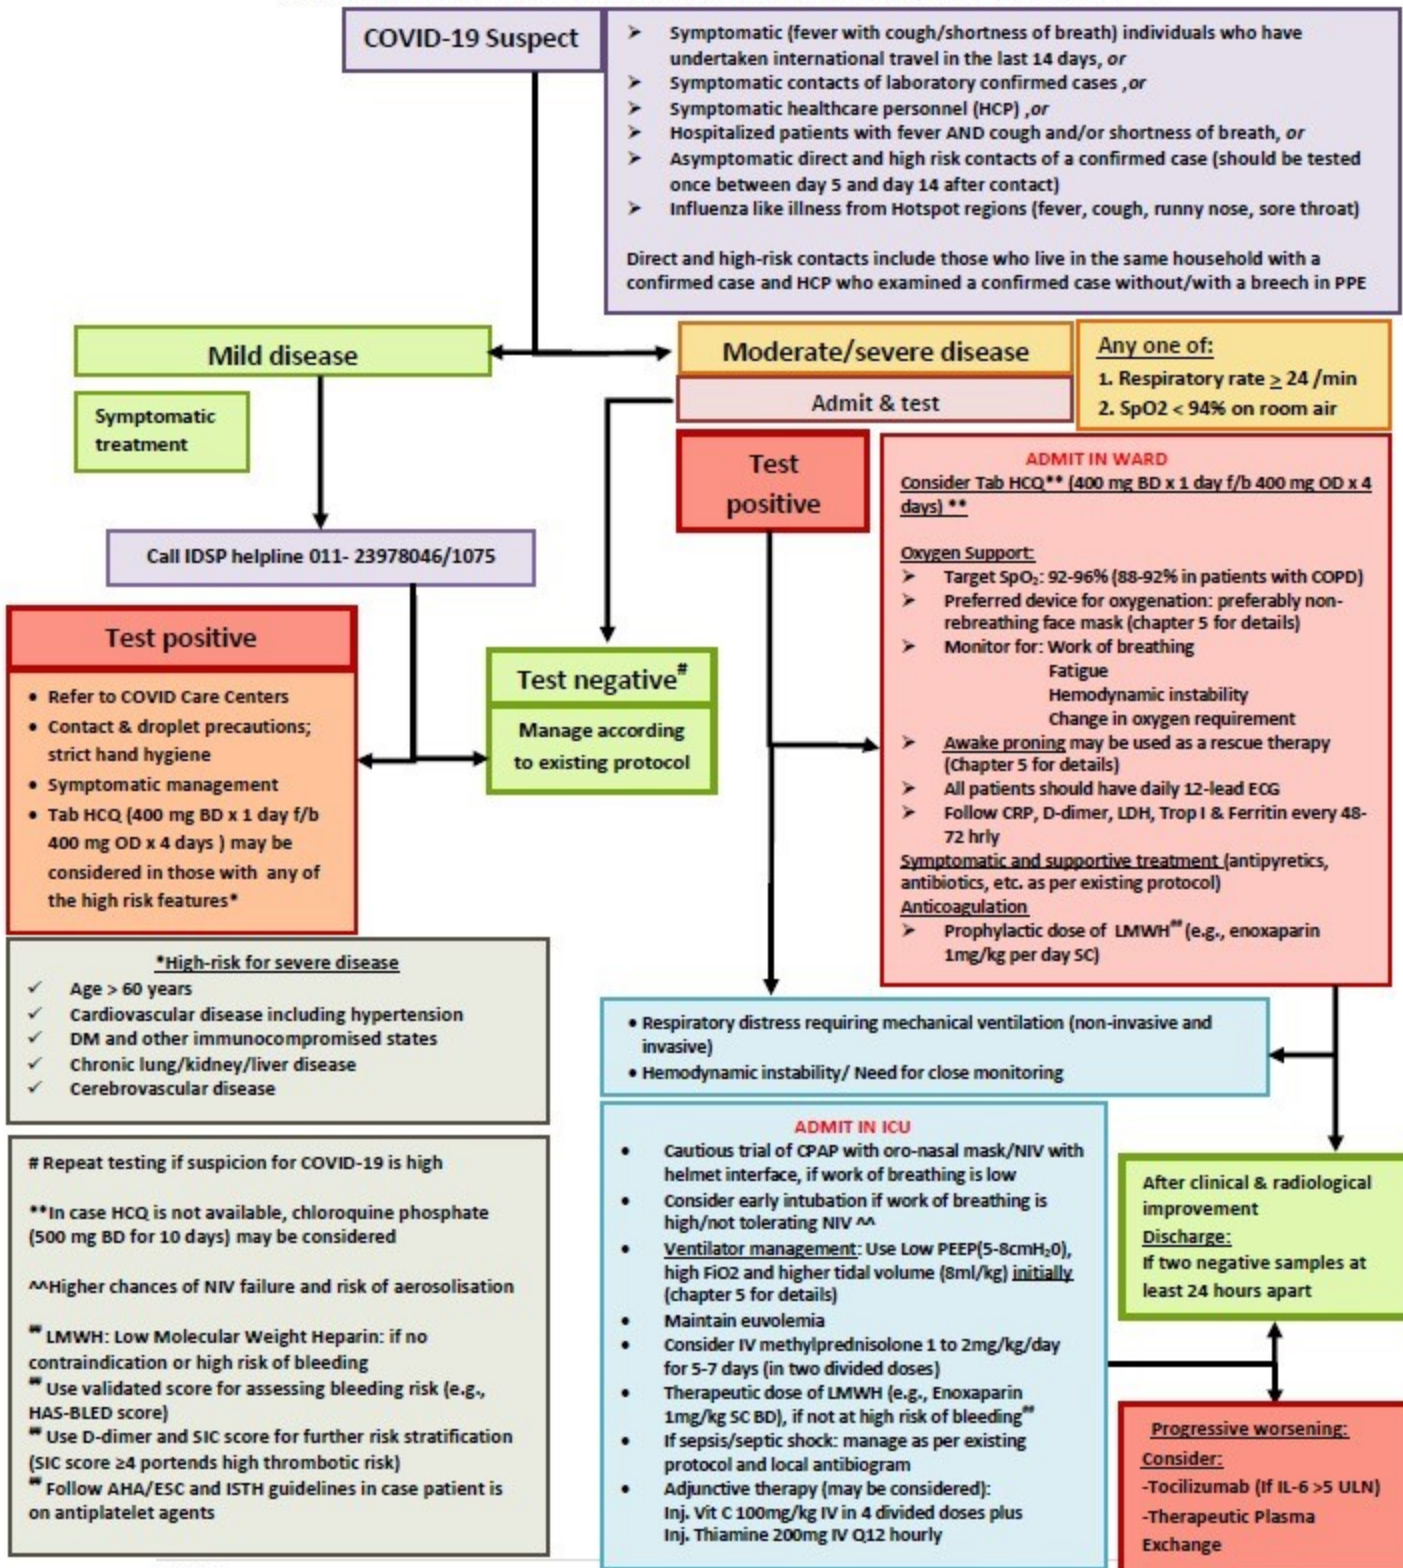 COVID-19 Suspect
➢ Symptomatic (fever with cough/shortness of breath) individuals who have
undertaken international travel in the last 14 days, or
➢ Symptomatic contacts of laboratory confirmed cases ,or
➢ Symptomatic healthcare personnel (HCP) ,or
➢ Hospitalized patients with fever AND cough and/or shortness of breath, or
➢ Asymptomatic direct and high risk contacts of a confirmed case (should be tested
once between day 5 and day 14 after contact)
➢ Influenza like illness from Hotspot regions (fever, cough, runny nose, sore throat)
Direct and high-risk contacts include those who live in the same household with a
confirmed case and HCP who examined a confirmed case without/with a breech in PPE
Mild disease
Symptomatic
treatment
Moderate/severe disease
Admit & test
Any one of:
1. Respiratory rate ≥ 24 /min
2. SpO2 < 94% on room air
Call IDSP helpline 011- 23978046/1075
Test positive
• Refer to COVID Care Centers
• Contact & droplet precautions;
strict hand hygiene
• Symptomatic management
• Tab HCQ (400 mg BD x 1 day f/b
400 mg OD x 4 days ) may be
considered in those with any of
the high risk features*
Test negative#
Manage according
to existing protocol
Test
positive
ADMIT IN WARD
Consider Tab HCQ** (400 mg BD x 1 day f/b 400 mg OD x 4
days) **
Oxygen Support:
➢ Target SpO₂: 92-96% (88-92% in patients with COPD)
➢ Preferred device for oxygenation: preferably non-
rebreathing face mask (chapter 5 for details)
➢ Monitor for: Work of breathing
Fatigue
Hemodynamic instability
Change in oxygen requirement
➢ Awake proning may be used as a rescue therapy
(Chapter 5 for details)
➢ All patients should have daily 12-lead ECG
➢ Follow CRP, D-dimer, LDH, Trop I & Ferritin every 48-
72 hrly
Symptomatic and supportive treatment (antipyretics,
antibiotics, etc. as per existing protocol)
Anticoagulation
➢ Prophylactic dose of LMWH## (e.g., enoxaparin
1mg/kg per day SC)
*High-risk for severe disease
✓ Age > 60 years
✓ Cardiovascular disease including hypertension
✓ DM and other immunocompromised states
✓ Chronic lung/kidney/liver disease
✓ Cerebrovascular disease
# Repeat testing if suspicion for COVID-19 is high
**In case HCQ is not available, chloroquine phosphate
(500 mg BD for 10 days) may be considered
^^Higher chances of NIV failure and risk of aerosolisation
## LMWH: Low Molecular Weight Heparin: if no
contraindication or high risk of bleeding
## Use validated score for assessing bleeding risk (e.g.,
HAS-BLED score)
## Use D-dimer and SIC score for further risk stratification
(SIC score ≥4 portends high thrombotic risk)
## Follow AHA/ESC and ISTH guidelines in case patient is
on antiplatelet agents
• Respiratory distress requiring mechanical ventilation (non-invasive and
invasive)
• Hemodynamic instability/ Need for close monitoring
ADMIT IN ICU
• Cautious trial of CPAP with oro-nasal mask/NIV with
helmet interface, if work of breathing is low
• Consider early intubation if work of breathing is
high/not tolerating NIV ^^
• Ventilator management: Use Low PEEP(5-8cmH₂0),
high FiO2 and higher tidal volume (8ml/kg) initially
(chapter 5 for details)
• Maintain euvolemia
• Consider IV methylprednisolone 1 to 2mg/kg/day
for 5-7 days (in two divided doses)
• Therapeutic dose of LMWH (e.g., Enoxaparin
1mg/kg SC BD), if not at high risk of bleeding##
• If sepsis/septic shock: manage as per existing
protocol and local antibiogram
• Adjunctive therapy (may be considered):
Inj. Vit C 100mg/kg IV in 4 divided doses plus
Inj. Thiamine 200mg IV Q12 hourly
After clinical & radiological
improvement
Discharge:
If two negative samples at
least 24 hours apart
Progressive worsening:
Consider:
-Tocilizumab (If IL-6 >5 ULN)
-Therapeutic Plasma
Exchange